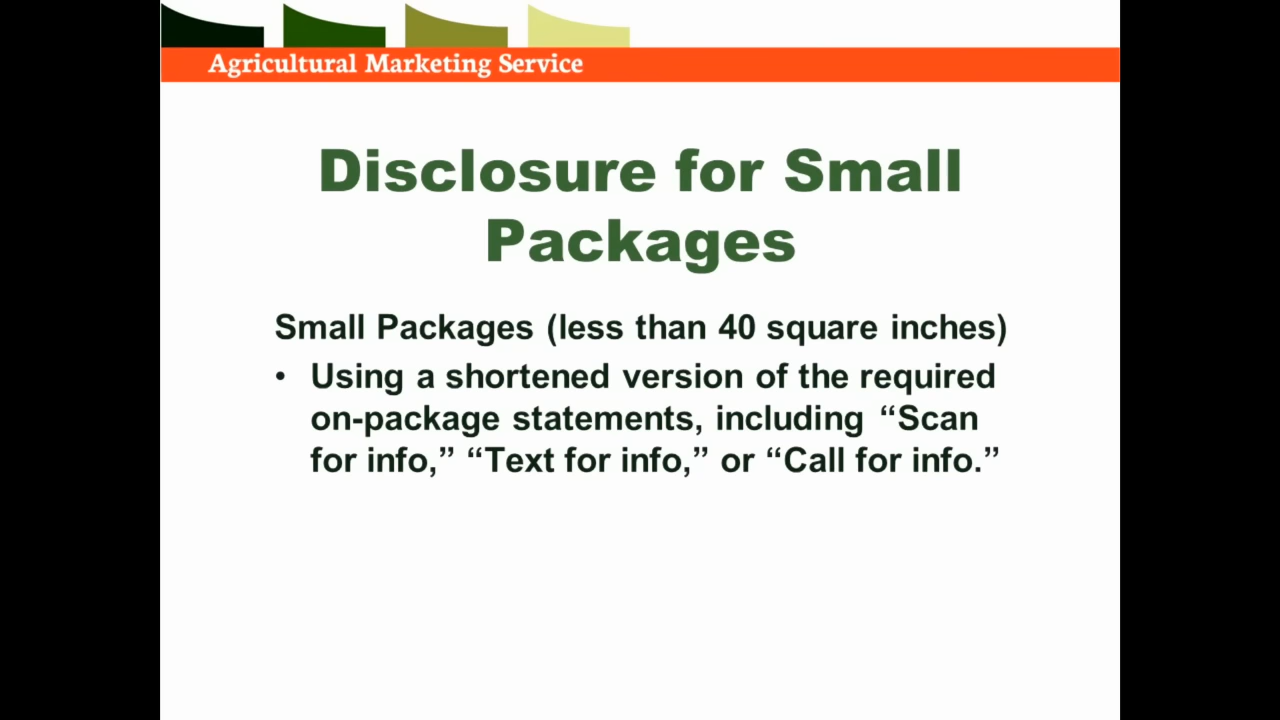 Agricultural Marketing Service
Disclosure for Small
Packages
Small Packages (less than 40 square inches)
• Using a shortened version of the required
on-package statements, including “Scan
for info,” “Text for info,” or “Call for info.”